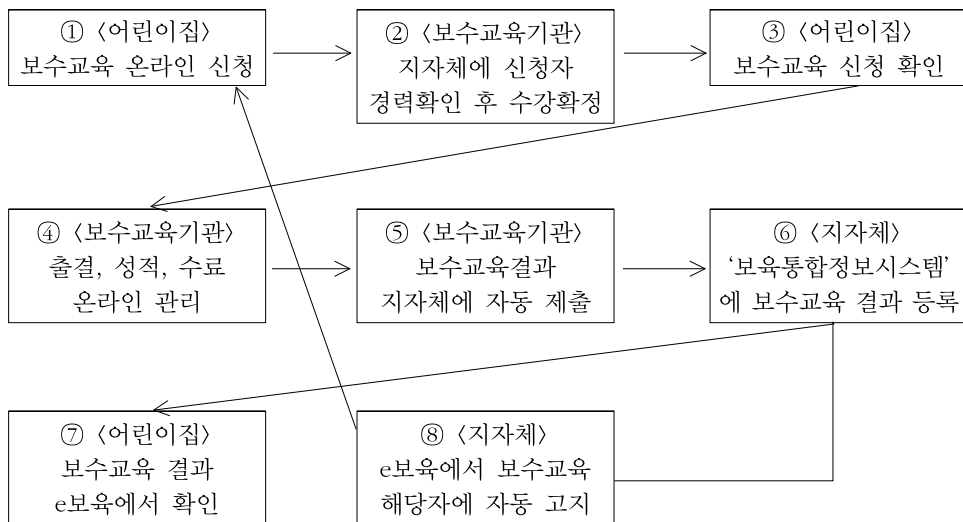 ① 〈어린이집〉
보수교육 온라인 신청
② 〈보수교육기관〉
지자체에 신청자
경력확인 후 수강확정
③ 〈어린이집〉
보수교육 신청 확인
④ 〈보수교육기관〉
출결, 성적, 수료
온라인 관리
⑤ 〈보수교육기관〉
보수교육결과
지자체에 자동 제출
⑥ 〈지자체〉
‘보육통합정보시스템’
에 보수교육 결과 등록
⑦ 〈어린이집〉
보수교육 결과
e보육에서 확인
⑧ 〈지자체〉
e보육에서 보수교육
해당자에 자동 고지